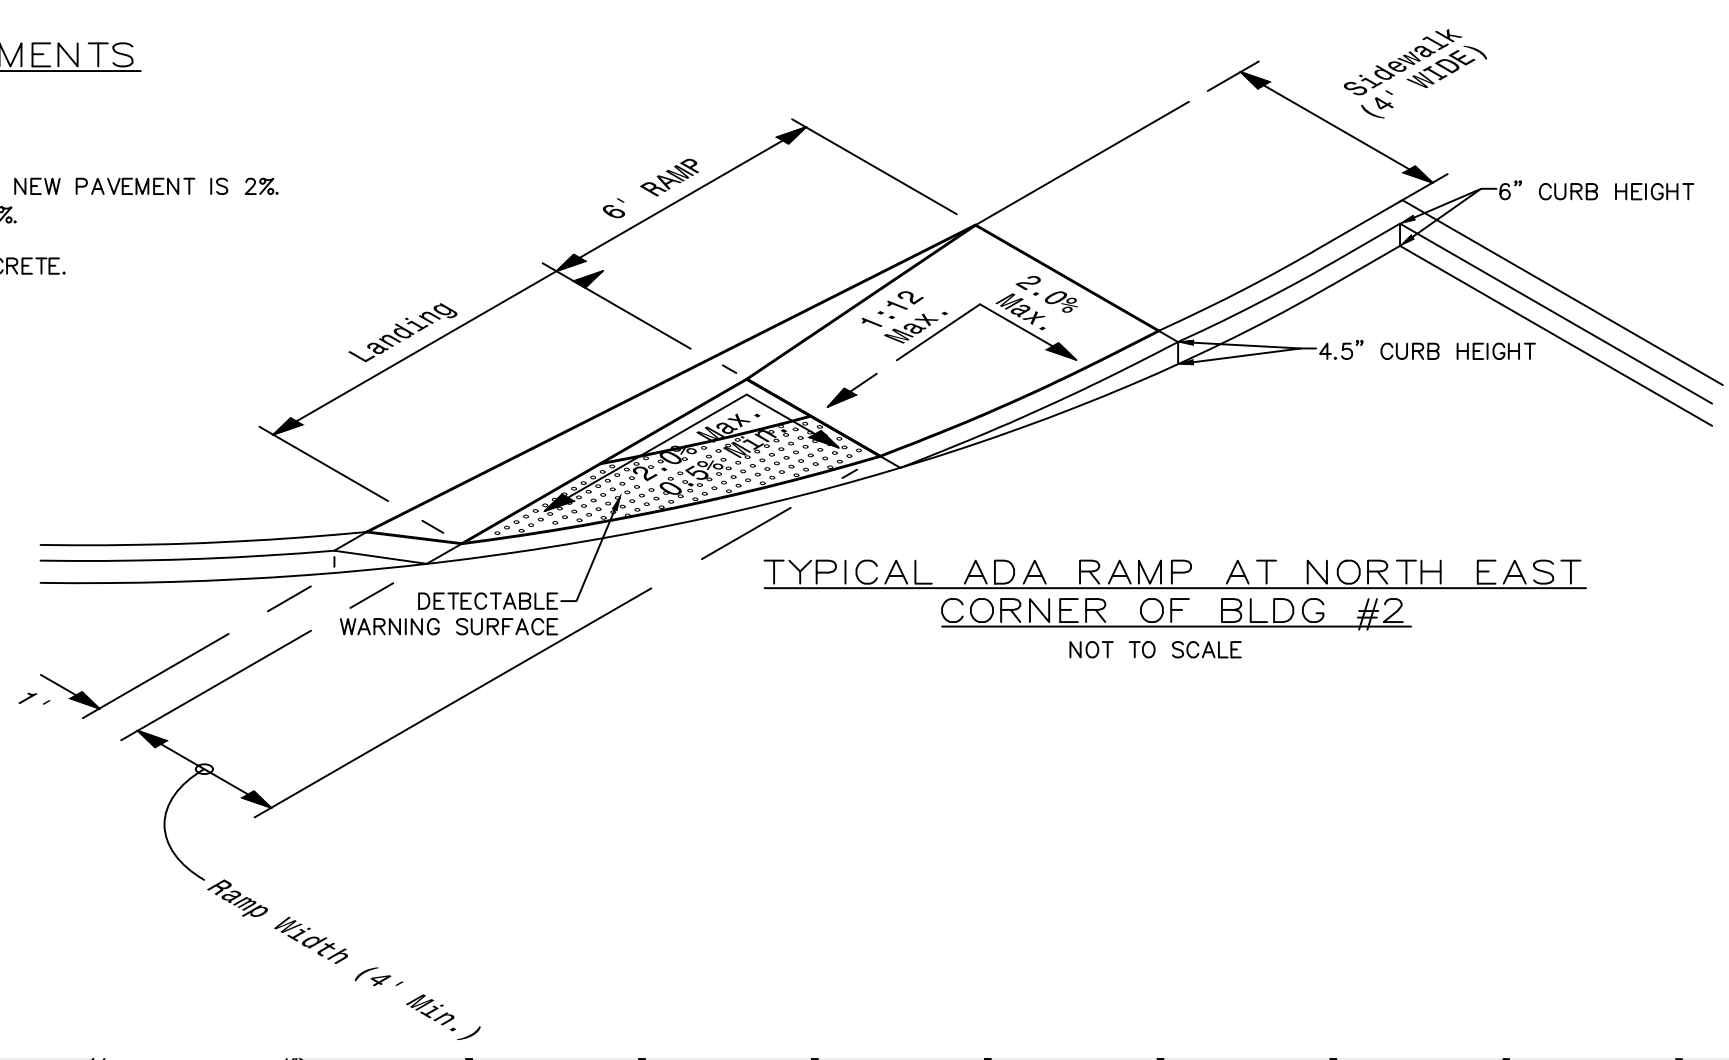 MENTS
NEW PAVEMENT IS 2%.
%.
CRETE.
Sidewalk
(4' WIDE)
6" CURB HEIGHT
6' RAMP
Landing
1:12
Max.
2.0%
Max.
4.5" CURB HEIGHT
2.0% Max.
0.5% Min.
DETECTABLE
WARNING SURFACE
TYPICAL ADA RAMP AT NORTH EAST
CORNER OF BLDG #2
NOT TO SCALE
1'
Ramp Width (4' Min.)